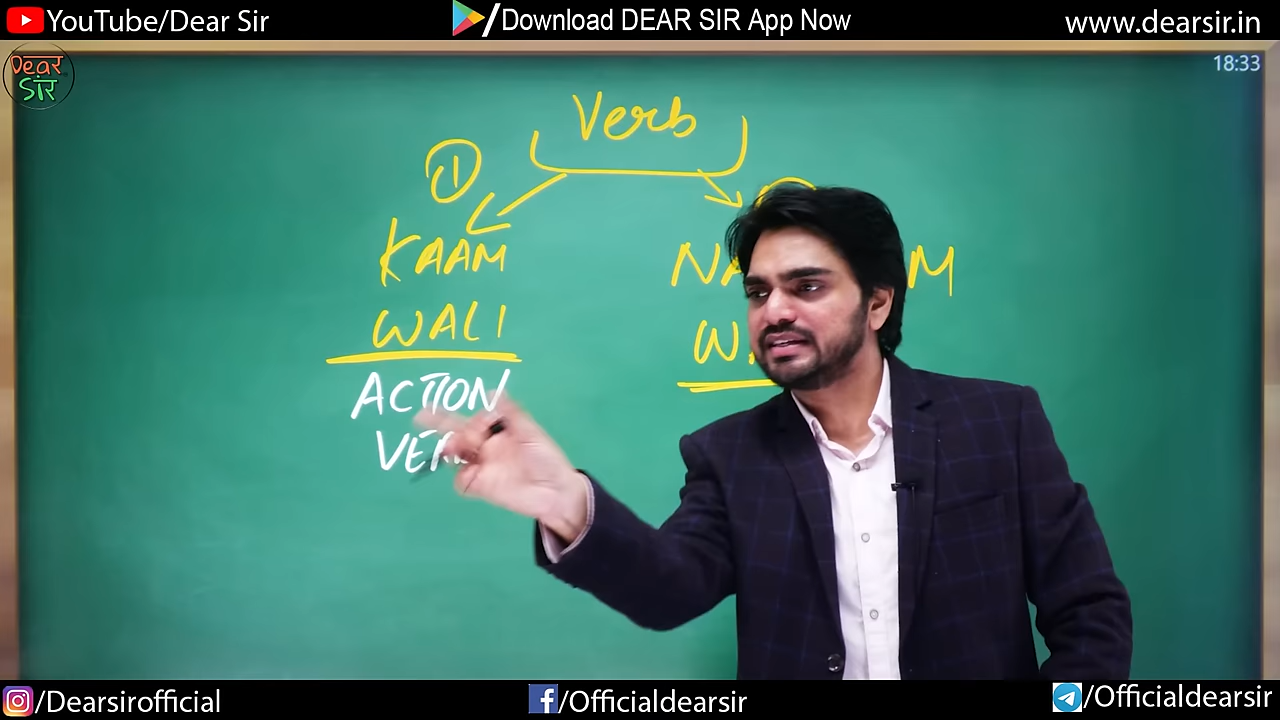 YouTube/Dear Sir
/Download DEAR SIR App Now
www.dearsir.in
Dear
सर
18:33
Verb
1
KAAM
WALI
ACTION
/Dearsirofficial
/Officialdearsir
/Officialdearsir